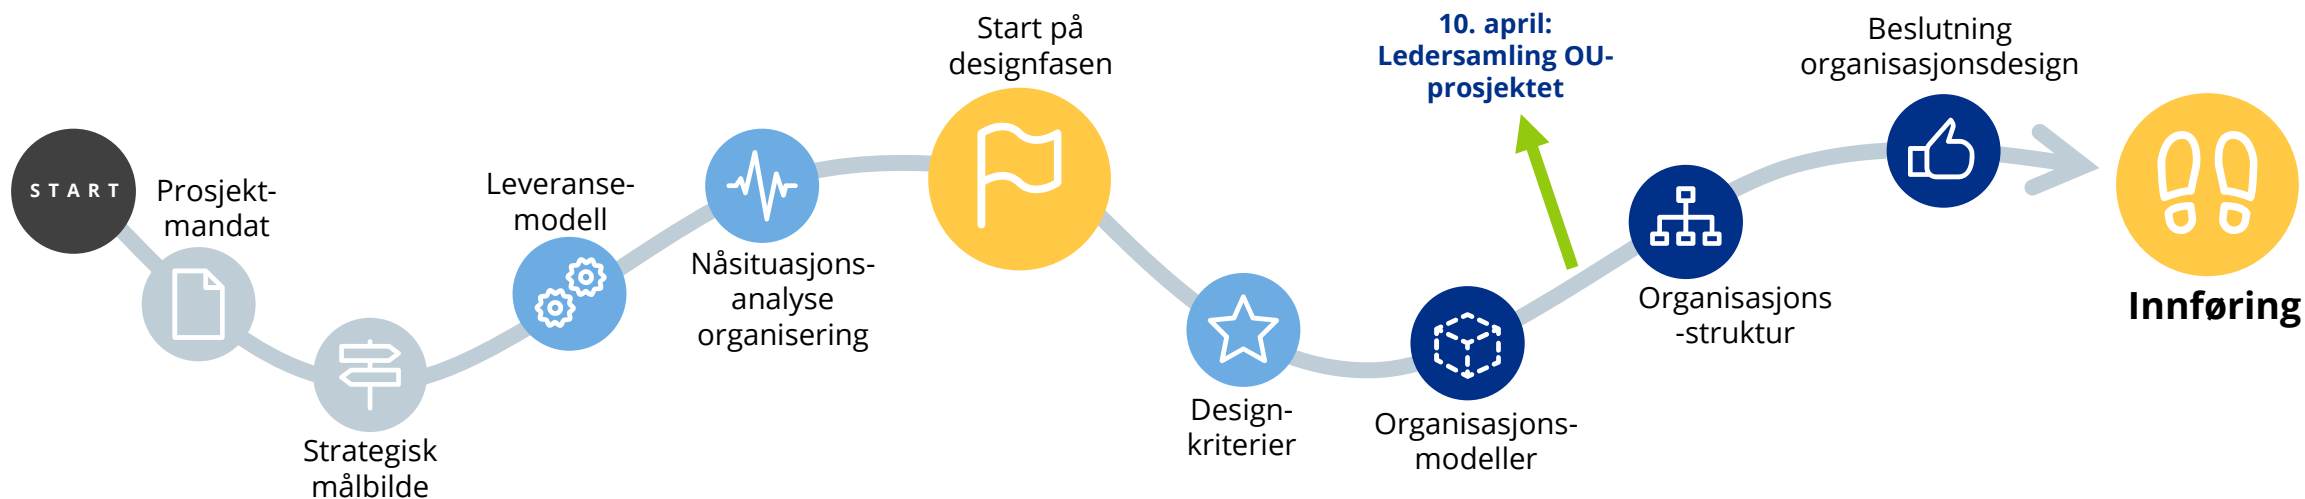 START
Prosjekt-
mandat
Strategisk
målbilde
Leveranse-
modell
Nåsituasjons-
analyse
organisering
Start på
designfasen
Design-
kriterier
Organisasjons-
modeller
10. april:
Ledersamling OU-
prosjektet
Organisasjons
-struktur
Beslutning
organisasjonsdesign
Innføring